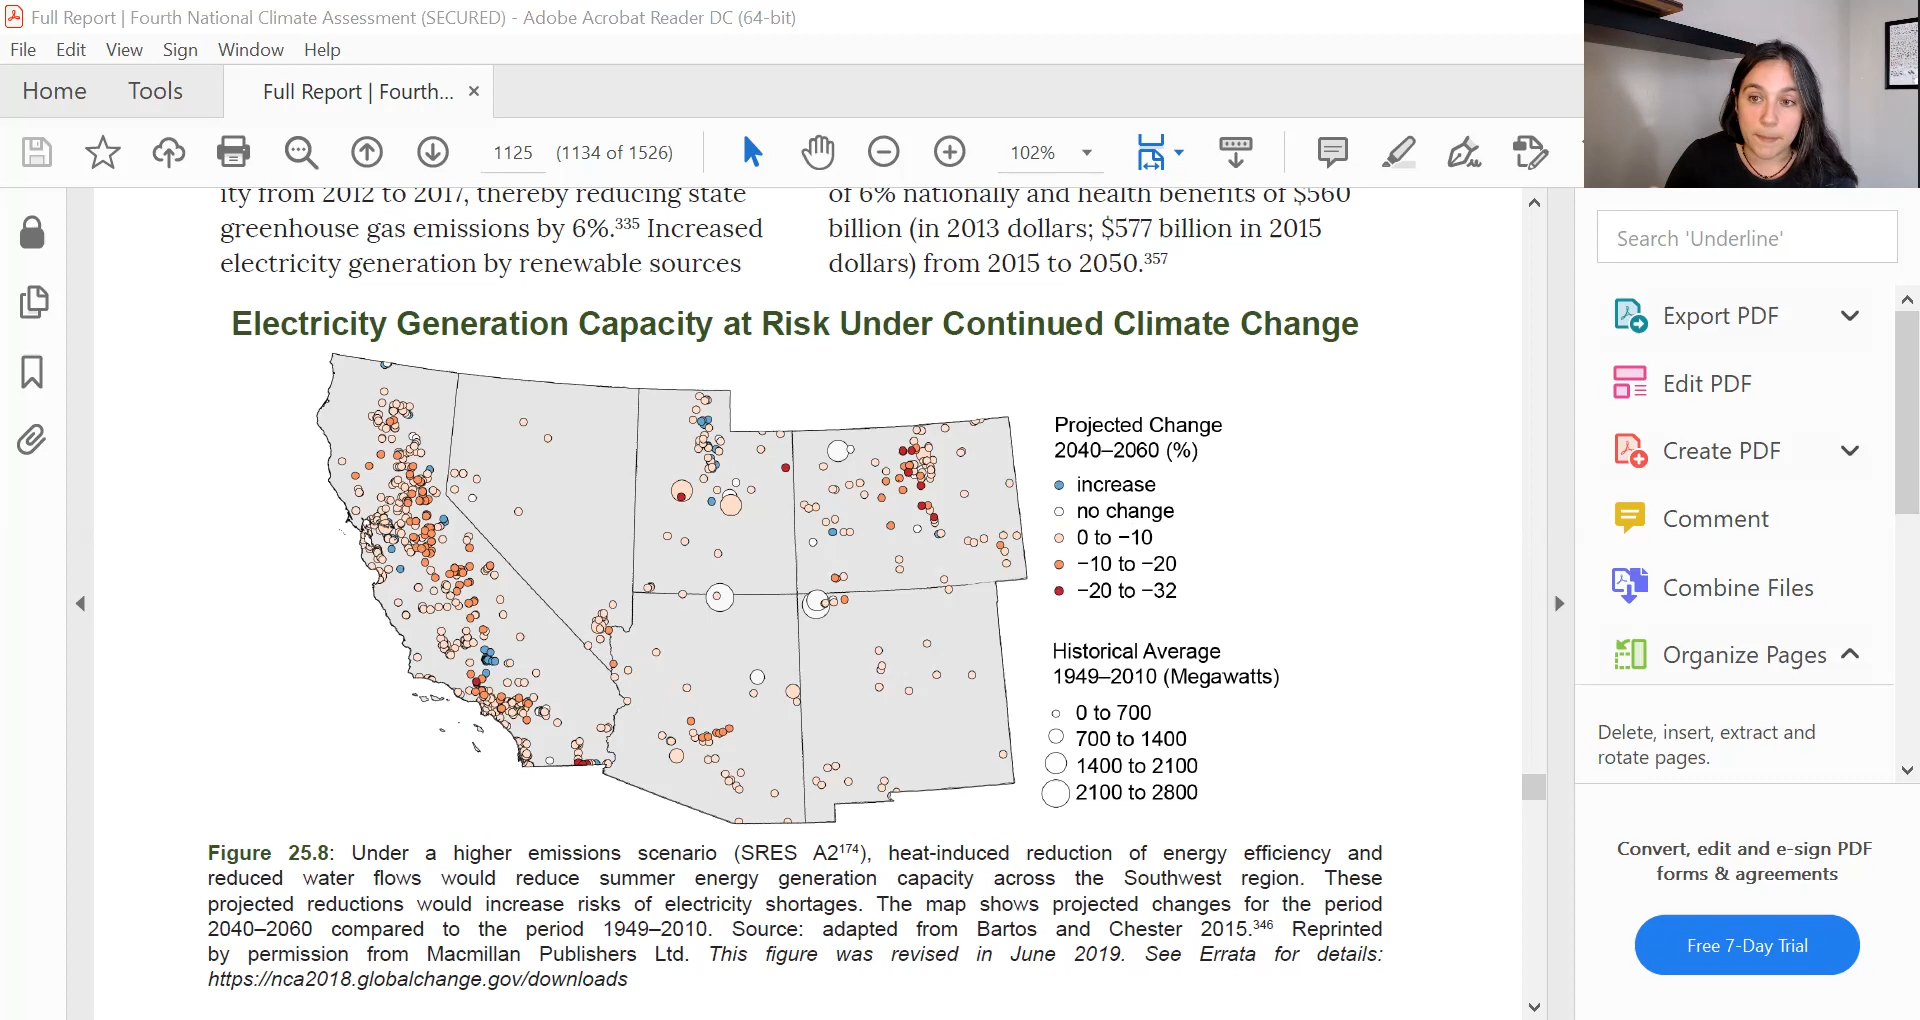 Full Report | Fourth National Climate Assessment (SECURED) - Adobe Acrobat Reader DC (64-bit)
File Edit View Sign Window Help
Home Tools Full Report | Fourth... ×
1125 (1134 of 1526) 102%
ity from 2012 to 2017, thereby reducing state
greenhouse gas emissions by 6%.³³⁵ Increased
electricity generation by renewable sources
of 6% nationally and health benefits of $560
billion (in 2013 dollars; $577 billion in 2015
dollars) from 2015 to 2050.³⁵⁷
Electricity Generation Capacity at Risk Under Continued Climate Change
Projected Change
2040–2060 (%)
increase
no change
0 to −10
−10 to −20
−20 to −32
Historical Average
1949–2010 (Megawatts)
0 to 700
700 to 1400
1400 to 2100
2100 to 2800
Figure 25.8: Under a higher emissions scenario (SRES A2¹⁷⁴), heat-induced reduction of energy efficiency and
reduced water flows would reduce summer energy generation capacity across the Southwest region. These
projected reductions would increase risks of electricity shortages. The map shows projected changes for the period
2040–2060 compared to the period 1949–2010. Source: adapted from Bartos and Chester 2015.³⁴⁶ Reprinted
by permission from Macmillan Publishers Ltd. This figure was revised in June 2019. See Errata for details:
https://nca2018.globalchange.gov/downloads
Search 'Underline'
Export PDF
Edit PDF
Create PDF
Comment
Combine Files
Organize Pages
Delete, insert, extract and
rotate pages.
Convert, edit and e-sign PDF
forms & agreements
Free 7-Day Trial